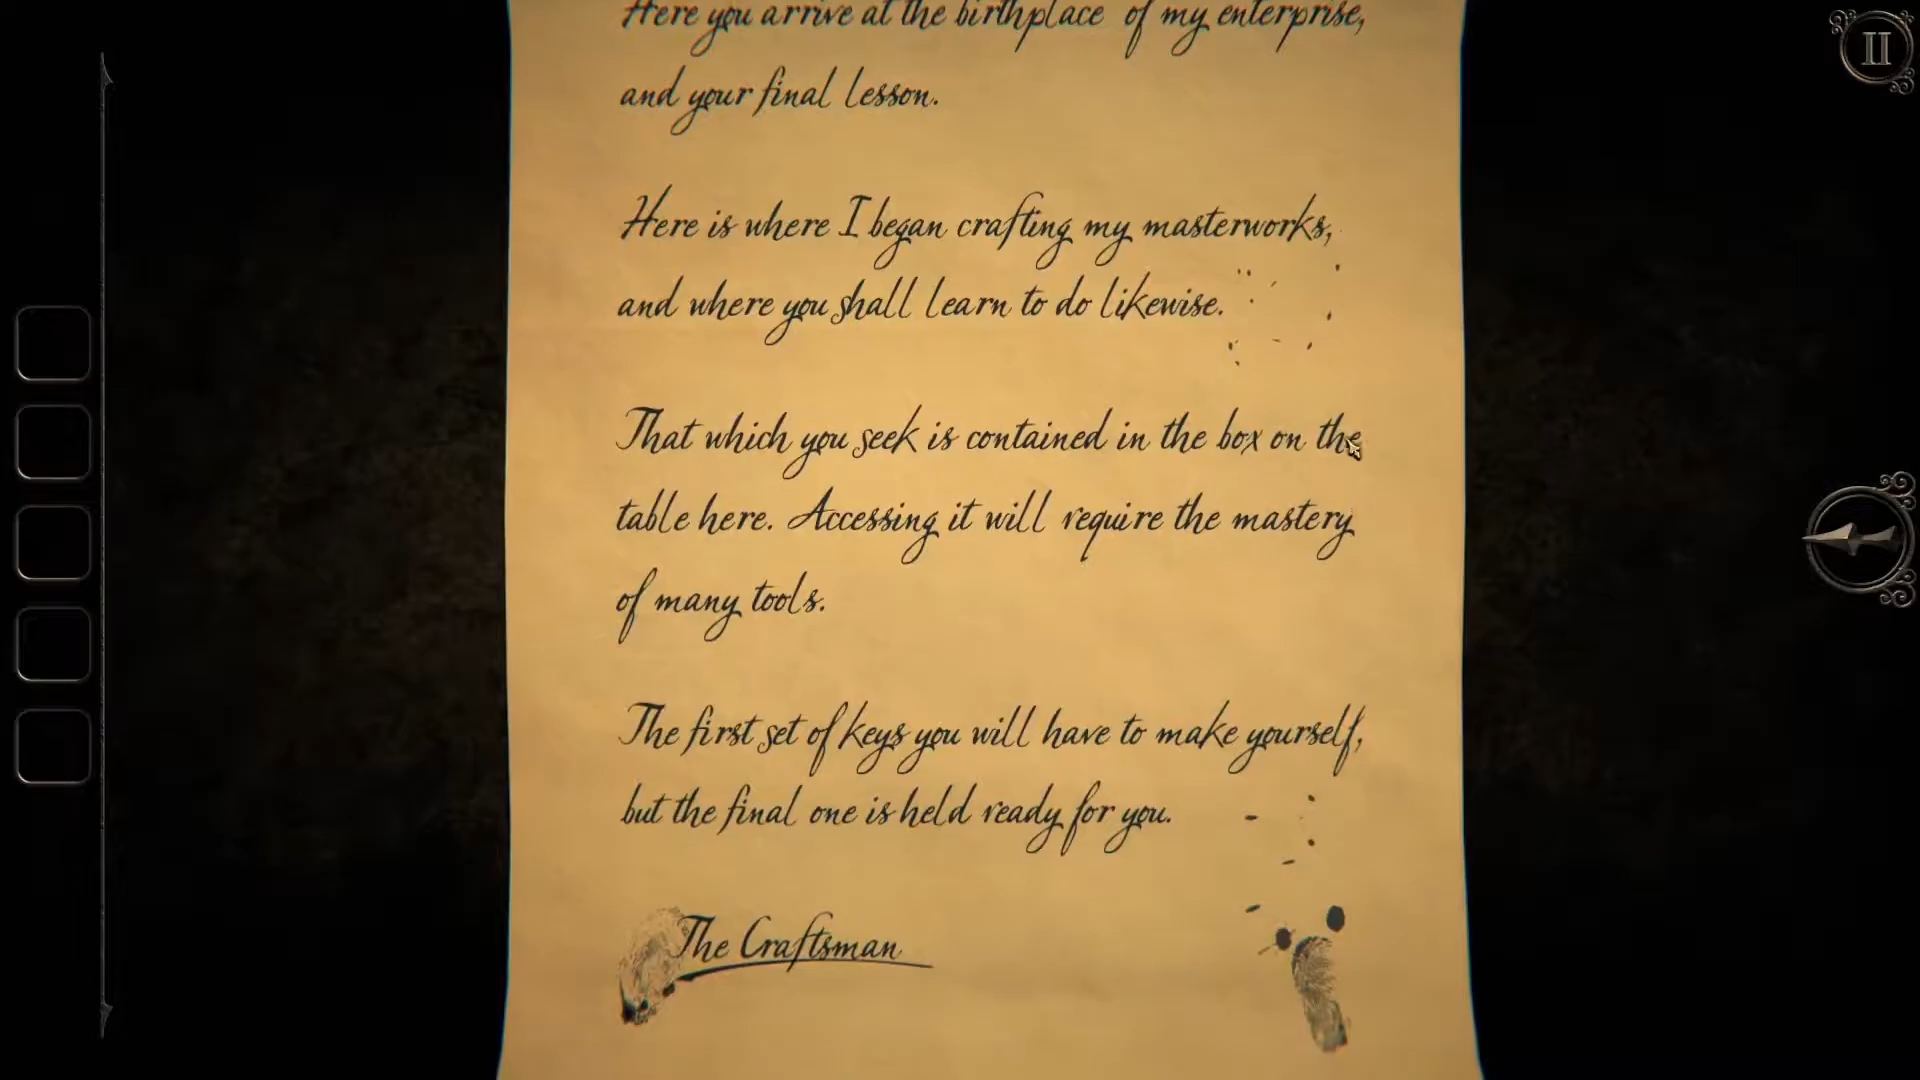 Here you arrive at the birthplace of my enterprise,
and your final lesson.
Here is where I began crafting my masterworks,
and where you shall learn to do likewise.
That which you seek is contained in the box on the
table here. Accessing it will require the mastery
of many tools.
The first set of keys you will have to make yourself,
but the final one is held ready for you.
The Craftsman
II